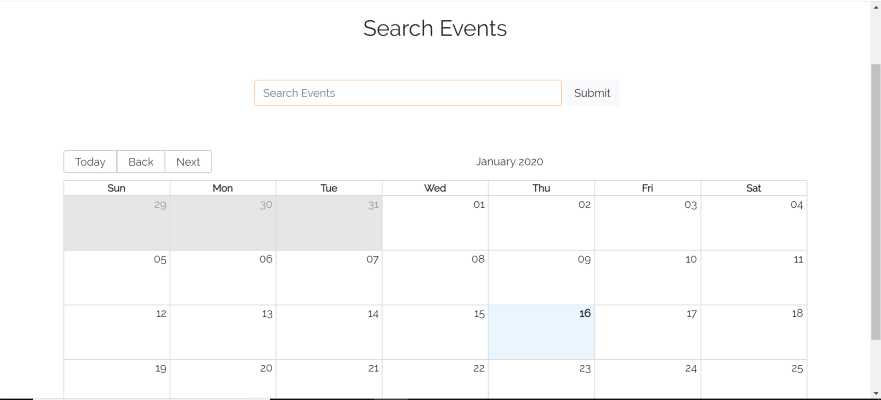 Search Events
Search Events Submit
Today Back Next January 2020
Sun Mon Tue Wed Thu Fri Sat
29 30 31 01 02 03 04
05 06 07 08 09 10 11
12 13 14 15 16 17 18
19 20 21 22 23 24 25